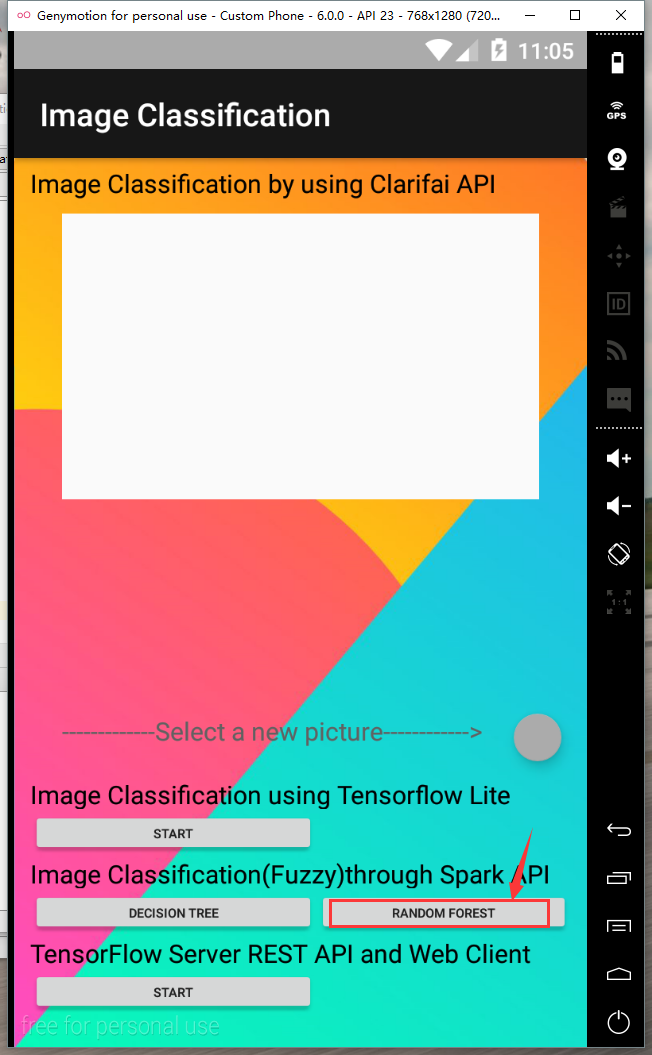 Genymotion for personal use - Custom Phone - 6.0.0 - API 23 - 768x1280 (720...
11:05
GPS
Image Classification
Image Classification by using Clarifai API
ID
1:1
-------------Select a new picture------------>
Image Classification using Tensorflow Lite
START
Image Classification(Fuzzy)through Spark API
DECISION TREE RANDOM FOREST
TensorFlow Server REST API and Web Client
START
free for personal use